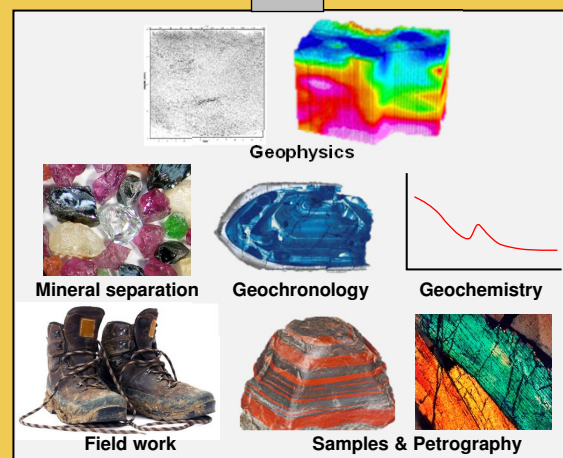 Geophysics
Mineral separation
Geochronology
Geochemistry
Field work
Samples & Petrography